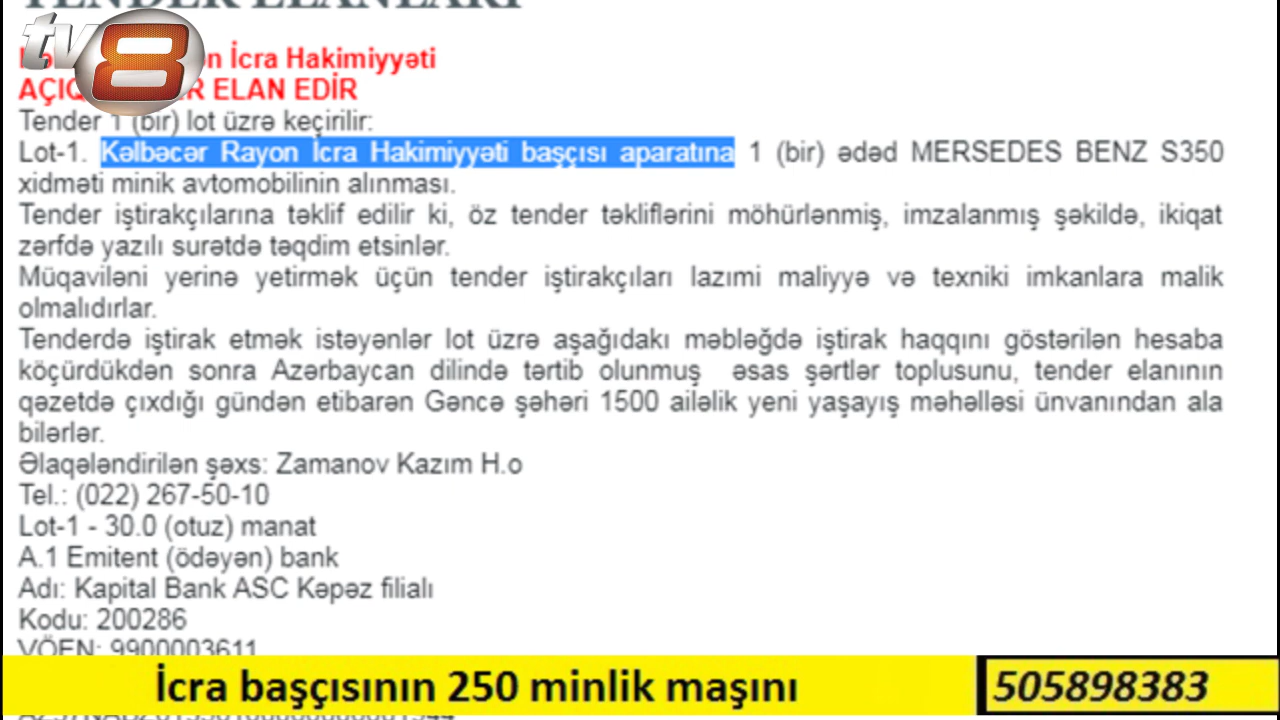 TENDER ELANLARI
tv8
İcra Hakimiyyəti
ELAN EDİR
Tender 1 (bir) lot üzrə keçirilir:
Lot-1. Kəlbəcər Rayon İcra Hakimiyyəti başçısı aparatına 1 (bir) ədəd MERSEDES BENZ S350
xidməti minik avtomobilinin alınması.
Tender iştirakçılarına təklif edilir ki, öz tender təkliflərini möhürlənmiş, imzalanmış şəkildə, ikiqat
zərfdə yazılı surətdə təqdim etsinlər.
Müqaviləni yerinə yetirmək üçün tender iştirakçıları lazımi maliyyə və texniki imkanlara malik
olmalıdırlar.
Tenderdə iştirak etmək istəyənlər lot üzrə aşağıdakı məbləğdə iştirak haqqını göstərilən hesaba
köçürdükdən sonra Azərbaycan dilində tərtib olunmuş əsas şərtlər toplusunu, tender elanının
qəzetdə çıxdığı gündən etibarən Gəncə şəhəri 1500 ailəlik yeni yaşayış məhəlləsi ünvanından ala
bilərlər.
Əlaqələndirilən şəxs: Zamanov Kazım H.o
Tel.: (022) 267-50-10
Lot-1 - 30.0 (otuz) manat
A.1 Emitent (ödəyən) bank
Adı: Kapital Bank ASC Kəpəz filialı
Kodu: 200286
VÖEN: 9900003611
İcra başçısının 250 minlik maşını
505898383